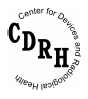 Center for Devices
and Radiological Health
CDRH